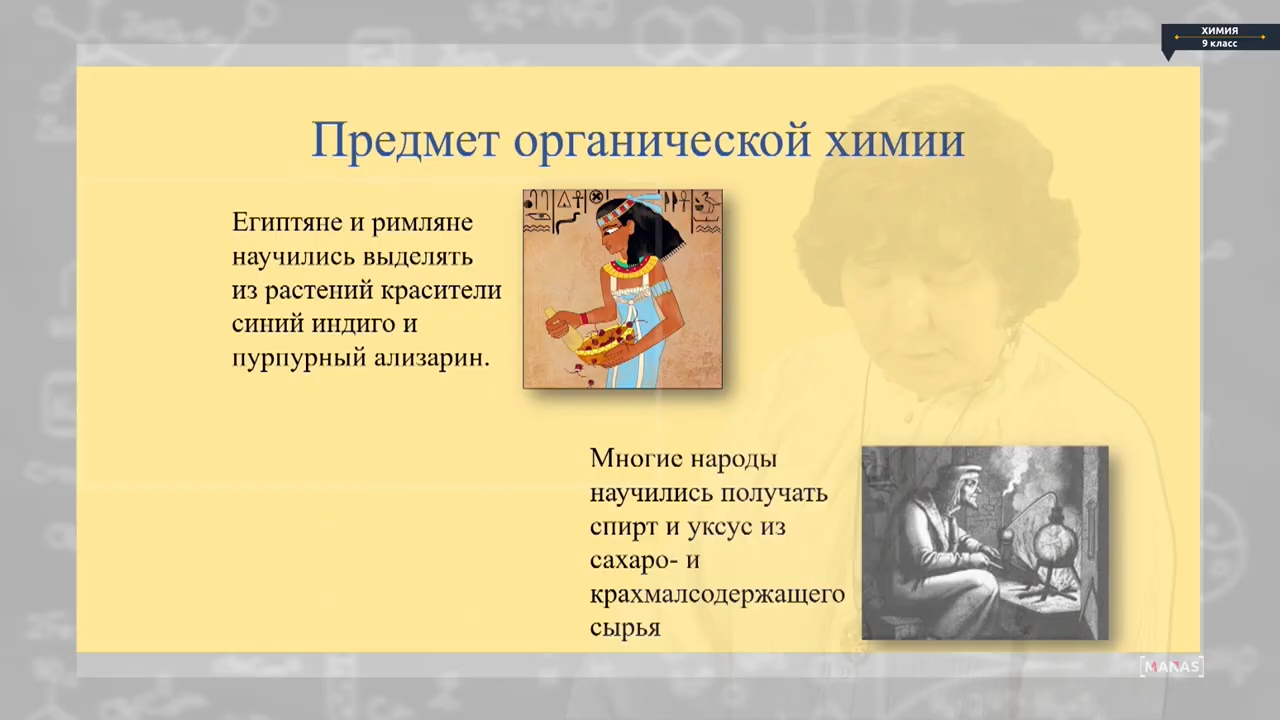 ХИМИЯ
9 класс
Предмет органической химии
Египтяне и римляне
научились выделять
из растений красители
синий индиго и
пурпурный ализарин.
Многие народы
научились получать
спирт и уксус из
сахаро- и
крахмалсодержащего
сырья
[MANAS]